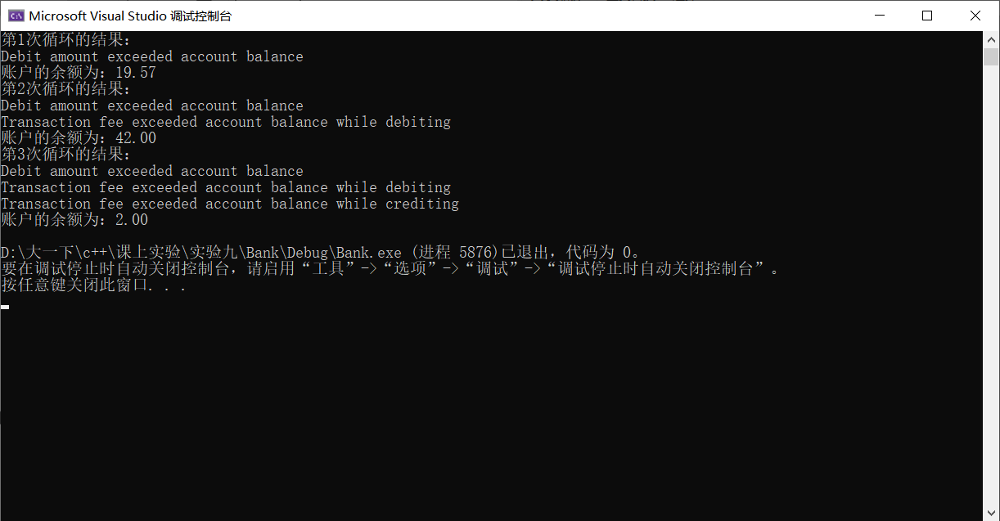 Microsoft Visual Studio 调试控制台
第1次循环的结果：
Debit amount exceeded account balance
账户的余额为：19.57
第2次循环的结果：
Debit amount exceeded account balance
Transaction fee exceeded account balance while debiting
账户的余额为：42.00
第3次循环的结果：
Debit amount exceeded account balance
Transaction fee exceeded account balance while debiting
Transaction fee exceeded account balance while crediting
账户的余额为：2.00
D:\大一下\c++\课上实验\实验九\Bank\Debug\Bank.exe (进程 5876)已退出，代码为 0。
要在调试停止时自动关闭控制台，请启用“工具”->“选项”->“调试”->“调试停止时自动关闭控制台”。
按任意键关闭此窗口. . .